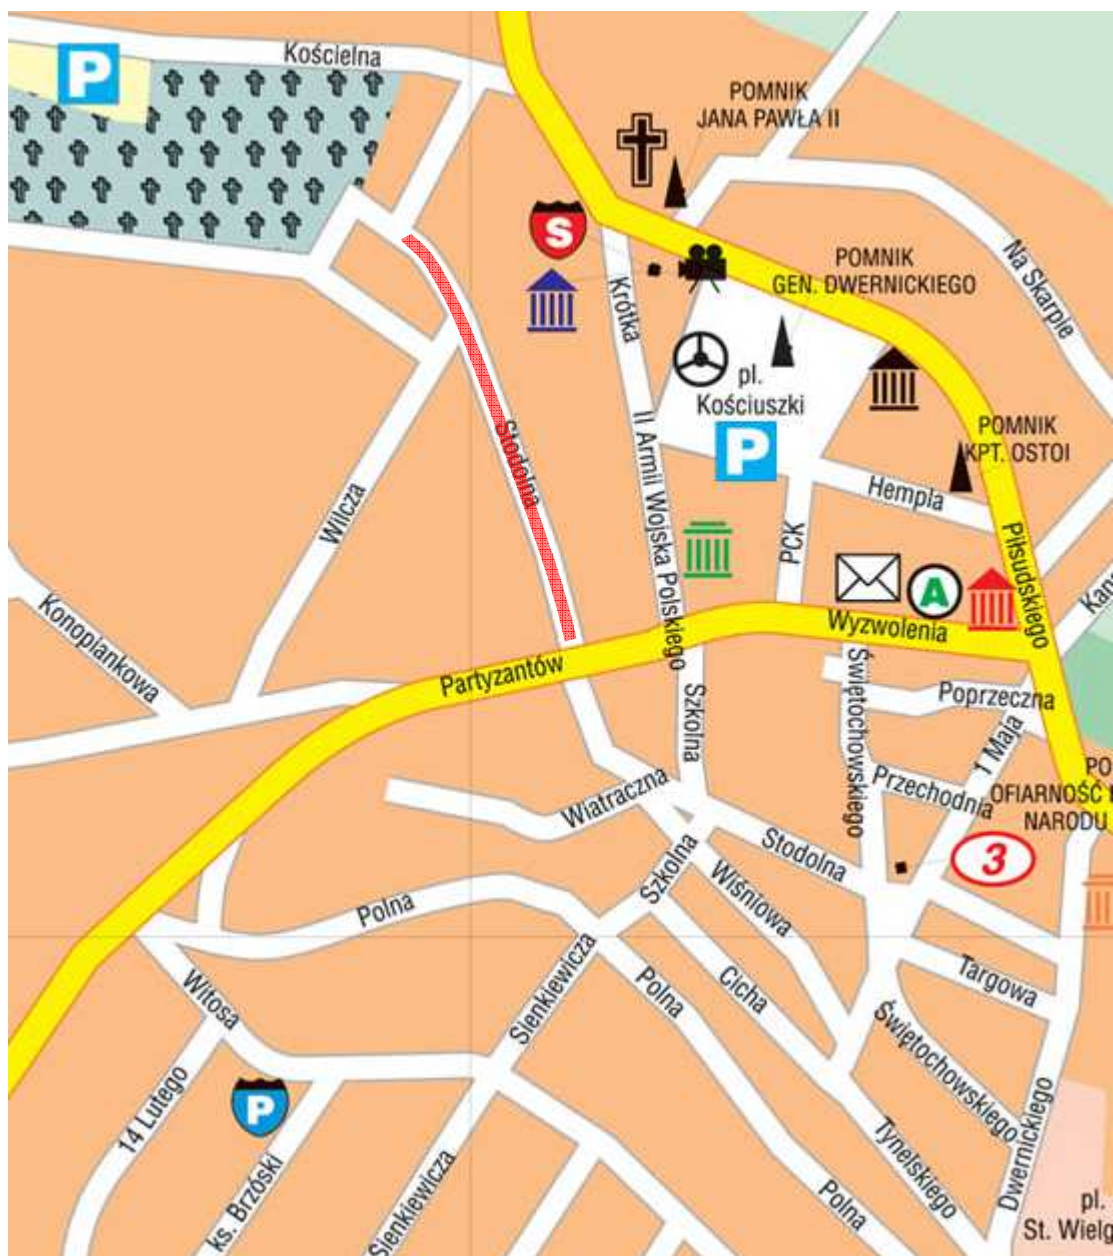 P
Kościelna
POMNIK
JANA PAWŁA II
S
Krótka
POMNIK
GEN. DWERNICKIEGO
Na Skarpie
pl.
Kościuszki
P
POMNIK
KPT. OSTOI
Stodolna
II Armii Wojska Polskiego
Hempla
Wilcza
PCK
Piłsudskiego
A
Wyzwolenia
Konopiankowa
Partyzantów
Szkolna
Świętochowskiego
Poprzeczna
1 Maja
Przechodnia
Wiatraczna
OFIARNOŚĆ
NARODU
Stodolna
3
Szkolna
Wiśniowa
Polna
Sienkiewicza
Polna
Cicha
Targowa
Witosa
Świętochowskiego
14 Lutego
P
Tynelskiego
Dwernickiego
ks. Brzóski
Sienkiewicza
Polna
pl.
St. Wielg